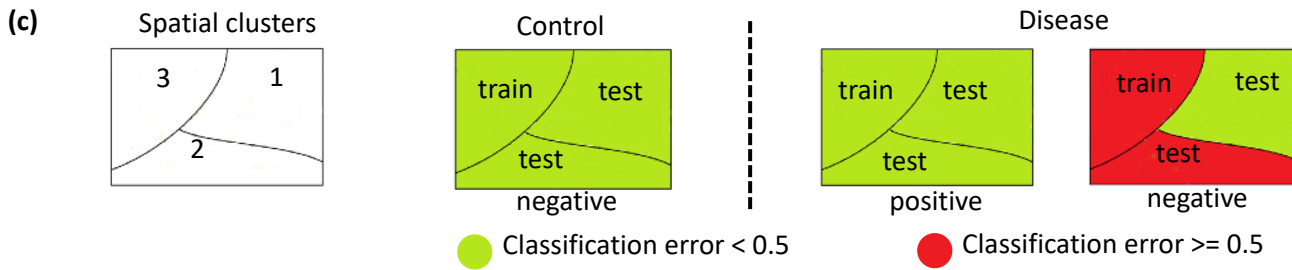 (c)
Spatial clusters
Control
Disease
3
1
2
train
test
test
negative
train
test
test
positive
train
test
test
negative
Classification error < 0.5
Classification error >= 0.5